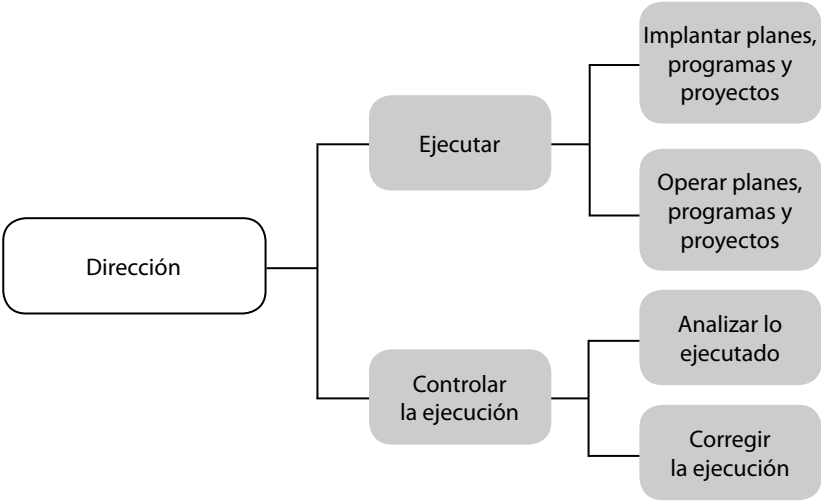 Dirección
Ejecutar
Implantar planes,
programas y
proyectos
Operar planes,
programas y
proyectos
Controlar
la ejecución
Analizar lo
ejecutado
Corregir
la ejecución